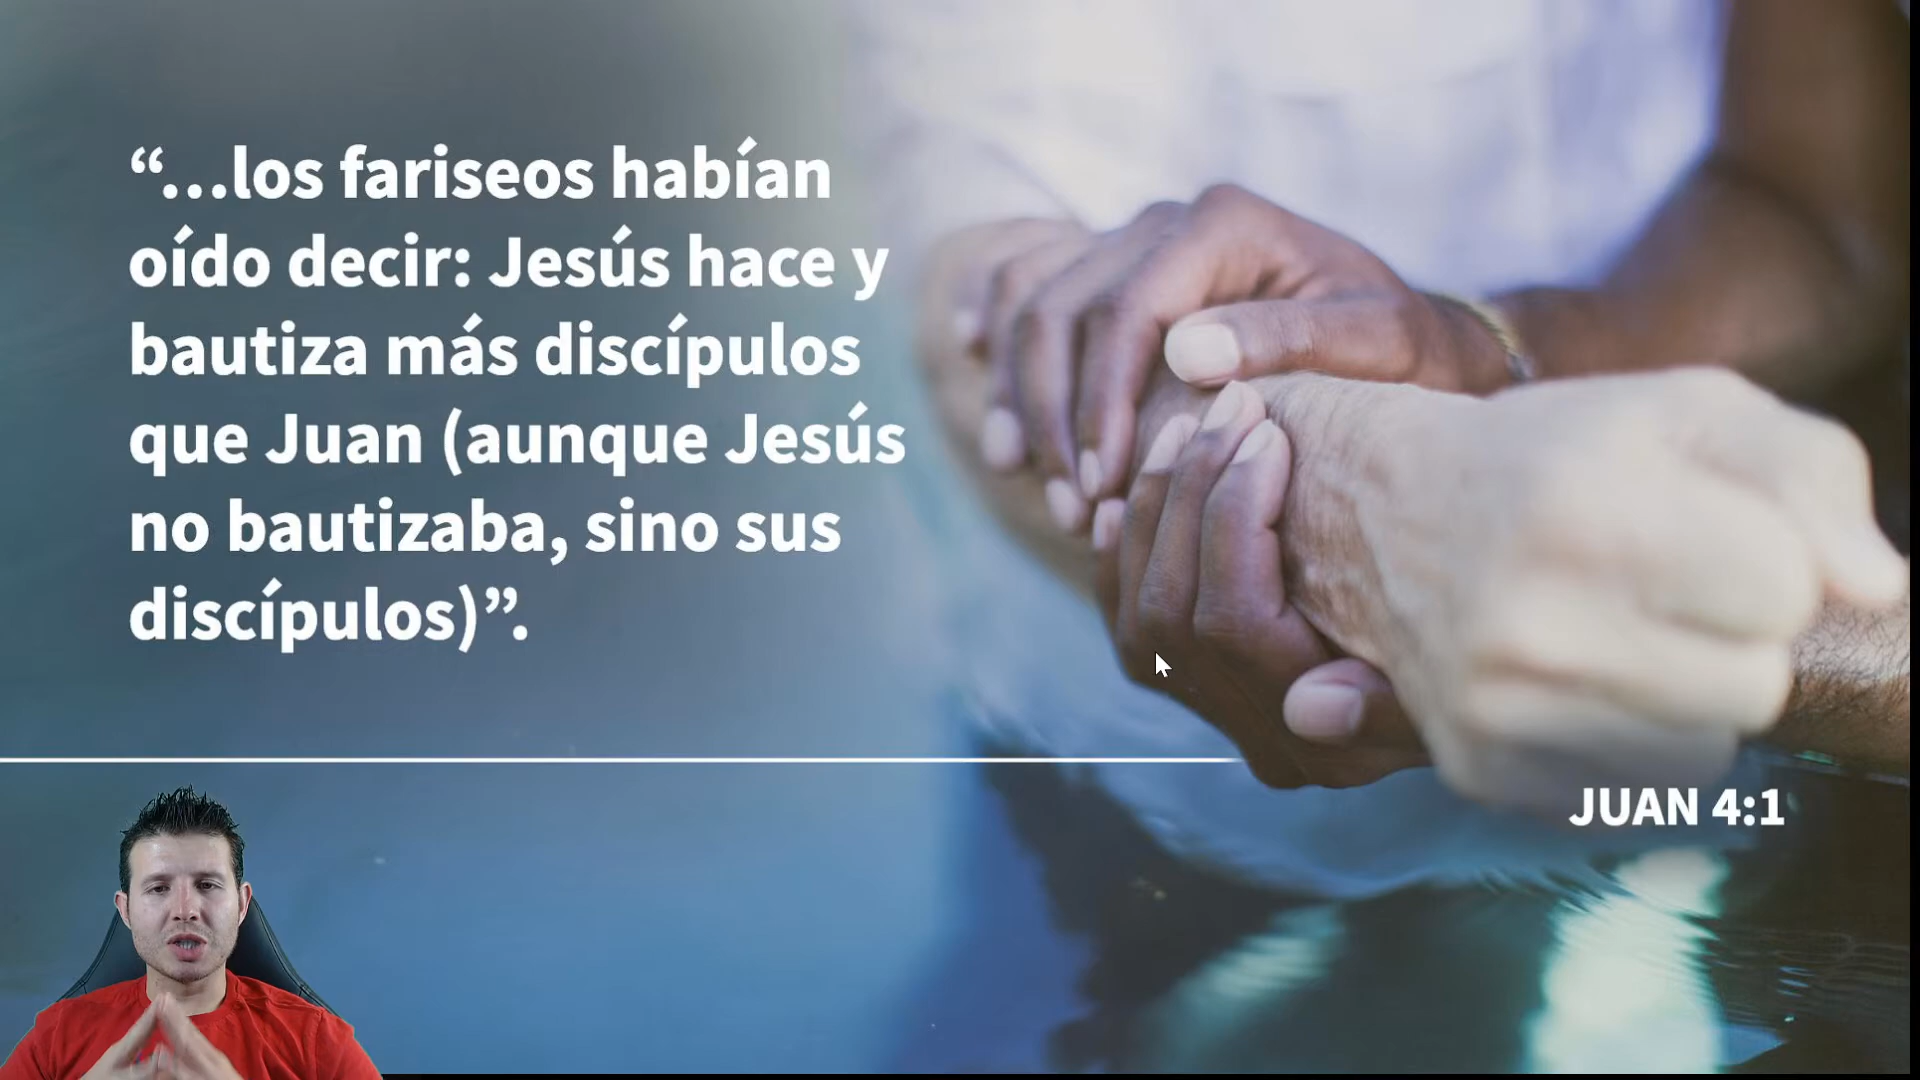 “...los fariseos habían
oído decir: Jesús hace y
bautiza más discípulos
que Juan (aunque Jesús
no bautizaba, sino sus
discípulos)”.
JUAN 4:1